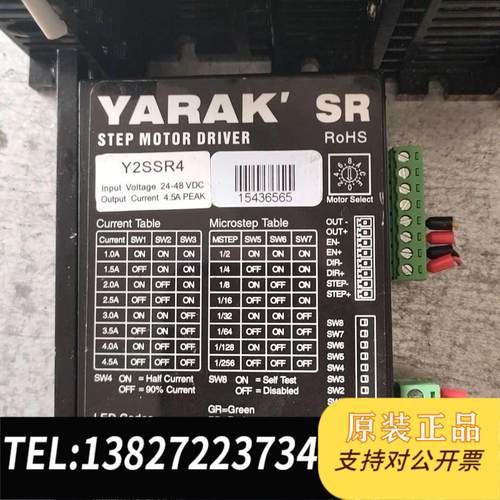 YARAK' SR
STEP MOTOR DRIVER
RoHS
Y2SSR4
Input Voltage 24-48 VDC
Output Current 4.5A PEAK
15436565
Motor Select
Current Table
Current SW1 SW2 SW3
1.0A ON ON ON
1.5A OFF ON ON
2.0A ON OFF ON
2.5A OFF OFF ON
3.0A ON ON OFF
3.5A OFF ON OFF
4.0A ON OFF OFF
4.5A OFF OFF OFF
SW4 ON = Half Current
OFF = 90% Current
Microstep Table
MSTEP SW5 SW6 SW7
1/2 ON ON ON
1/4 OFF ON ON
1/8 ON OFF ON
1/16 OFF OFF ON
1/32 ON ON OFF
1/64 OFF ON OFF
1/128 ON OFF OFF
1/256 OFF OFF OFF
SW8 ON = Self Test
OFF = Disabled
OUT -
OUT+
EN-
EN+
DIR-
DIR+
STEP-
STEP+
SW8
SW7
SW6
SW5
SW4
SW3
SW2
LED Codes
GR=Green
TEL:13827223734
原装正品
支持对公开票